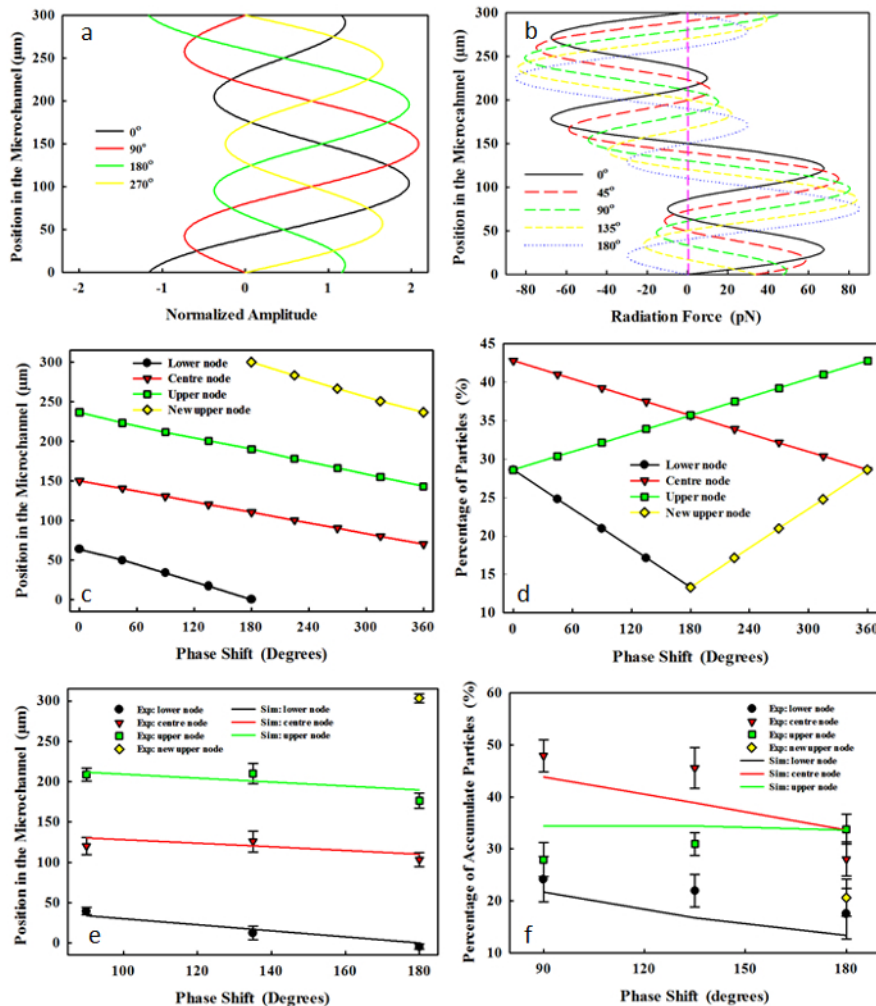 a
300
250
200
150
100
50
0
Position in the Microchannel (µm)
0°
90°
180°
270°
-2
-1
0
1
2
Normalized Amplitude
b
300
250
200
150
100
50
0
Position in the Microcahnnel (µm)
0°
45°
90°
135°
180°
-80
-60
-40
-20
0
20
40
60
80
Radiation Force (pN)
c
300
250
200
150
100
50
0
Position in the Microchannel (µm)
Lower node
Centre node
Upper node
New upper node
0
60
120
180
240
300
360
Phase Shift (Degrees)
d
45
40
35
30
25
20
15
10
Percentage of Particles (%)
Lower node
Centre node
Upper node
New upper node
0
60
120
180
240
300
360
Phase Shift (Degrees)
e
300
250
200
150
100
50
0
Position in the Microchannel (µm)
Exp: lower node
Exp: centre node
Exp: upper node
Exp: new upper node
Sim: lower node
Sim: centre node
Sim: upper node
100
120
140
160
180
Phase Shift (Degrees)
f
60
50
40
30
20
10
Percentage of Accumulate Particles (%)
Exp: lower node
Exp: centre node
Exp: upper node
Exp: new upper node
Sim: lower node
Sim: centre node
Sim: upper node
90
120
150
180
Phase Shift (degrees)